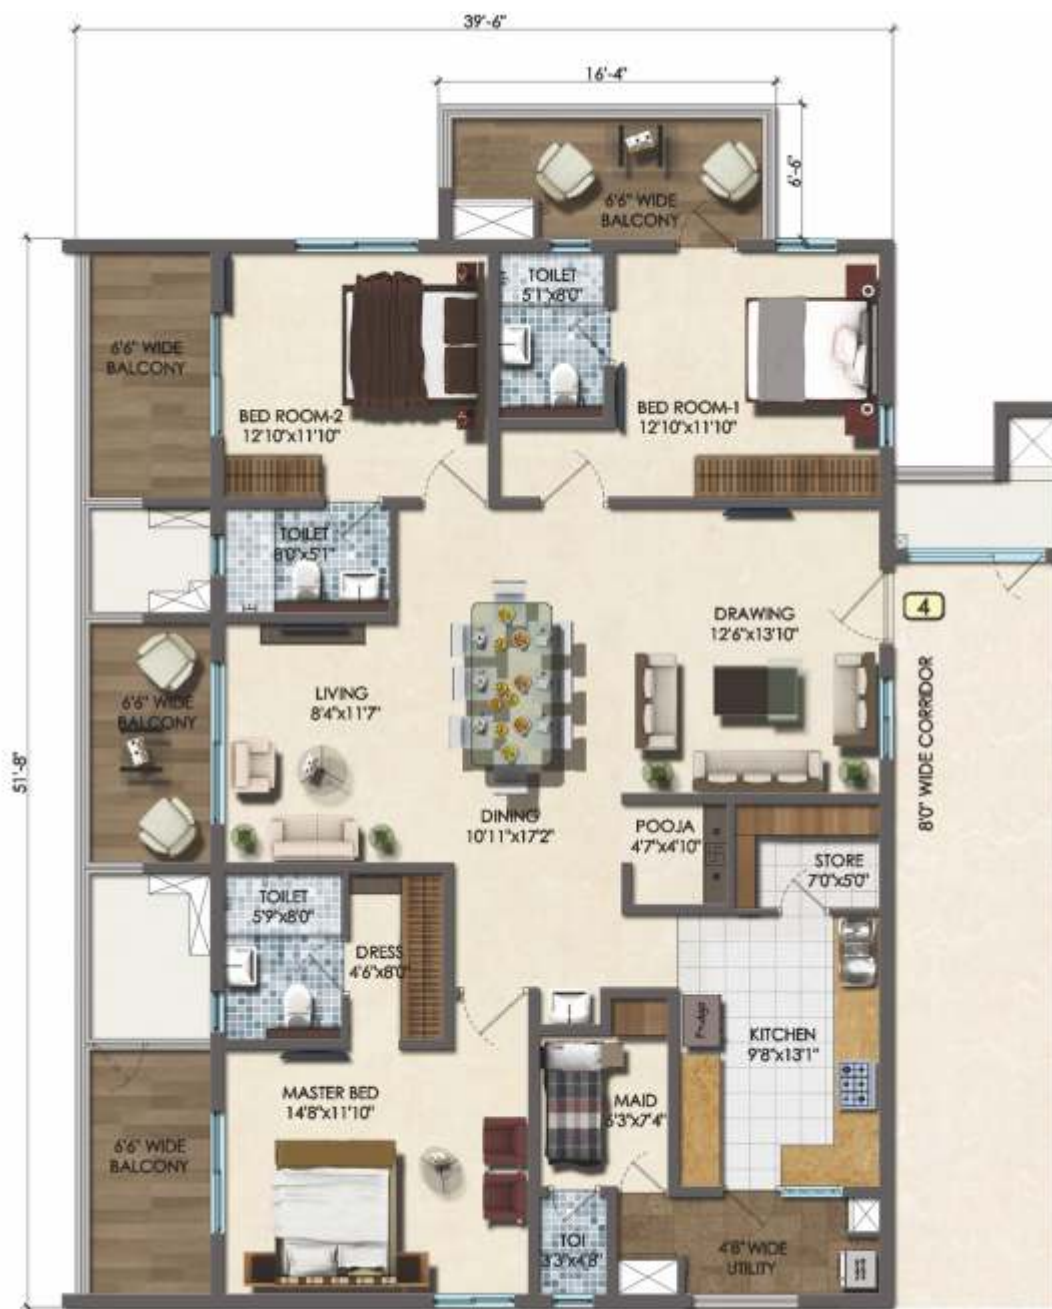 39'-6"
16'-4"
6'-6"
6'6" WIDE
BALCONY
TOILET
5'1"x8'0"
6'6" WIDE
BALCONY
BED ROOM-2
12'10"x11'10"
BED ROOM-1
12'10"x11'10"
TOILET
8'0"x5'1"
DRAWING
12'6"x13'10"
4
LIVING
8'4"x11'7"
6'6" WIDE
BALCONY
8'0" WIDE CORRIDOR
51'-8"
DINING
10'11"x17'2"
POOJA
4'7"x4'10"
STORE
7'0"x5'0"
TOILET
5'9"x8'0"
DRESS
4'6"x8'0"
Fridge
KITCHEN
9'8"x13'1"
MASTER BED
14'8"x11'10"
MAID
6'3"x7'4"
6'6" WIDE
BALCONY
TOI
3'3"x4'8"
4'8" WIDE
UTILITY